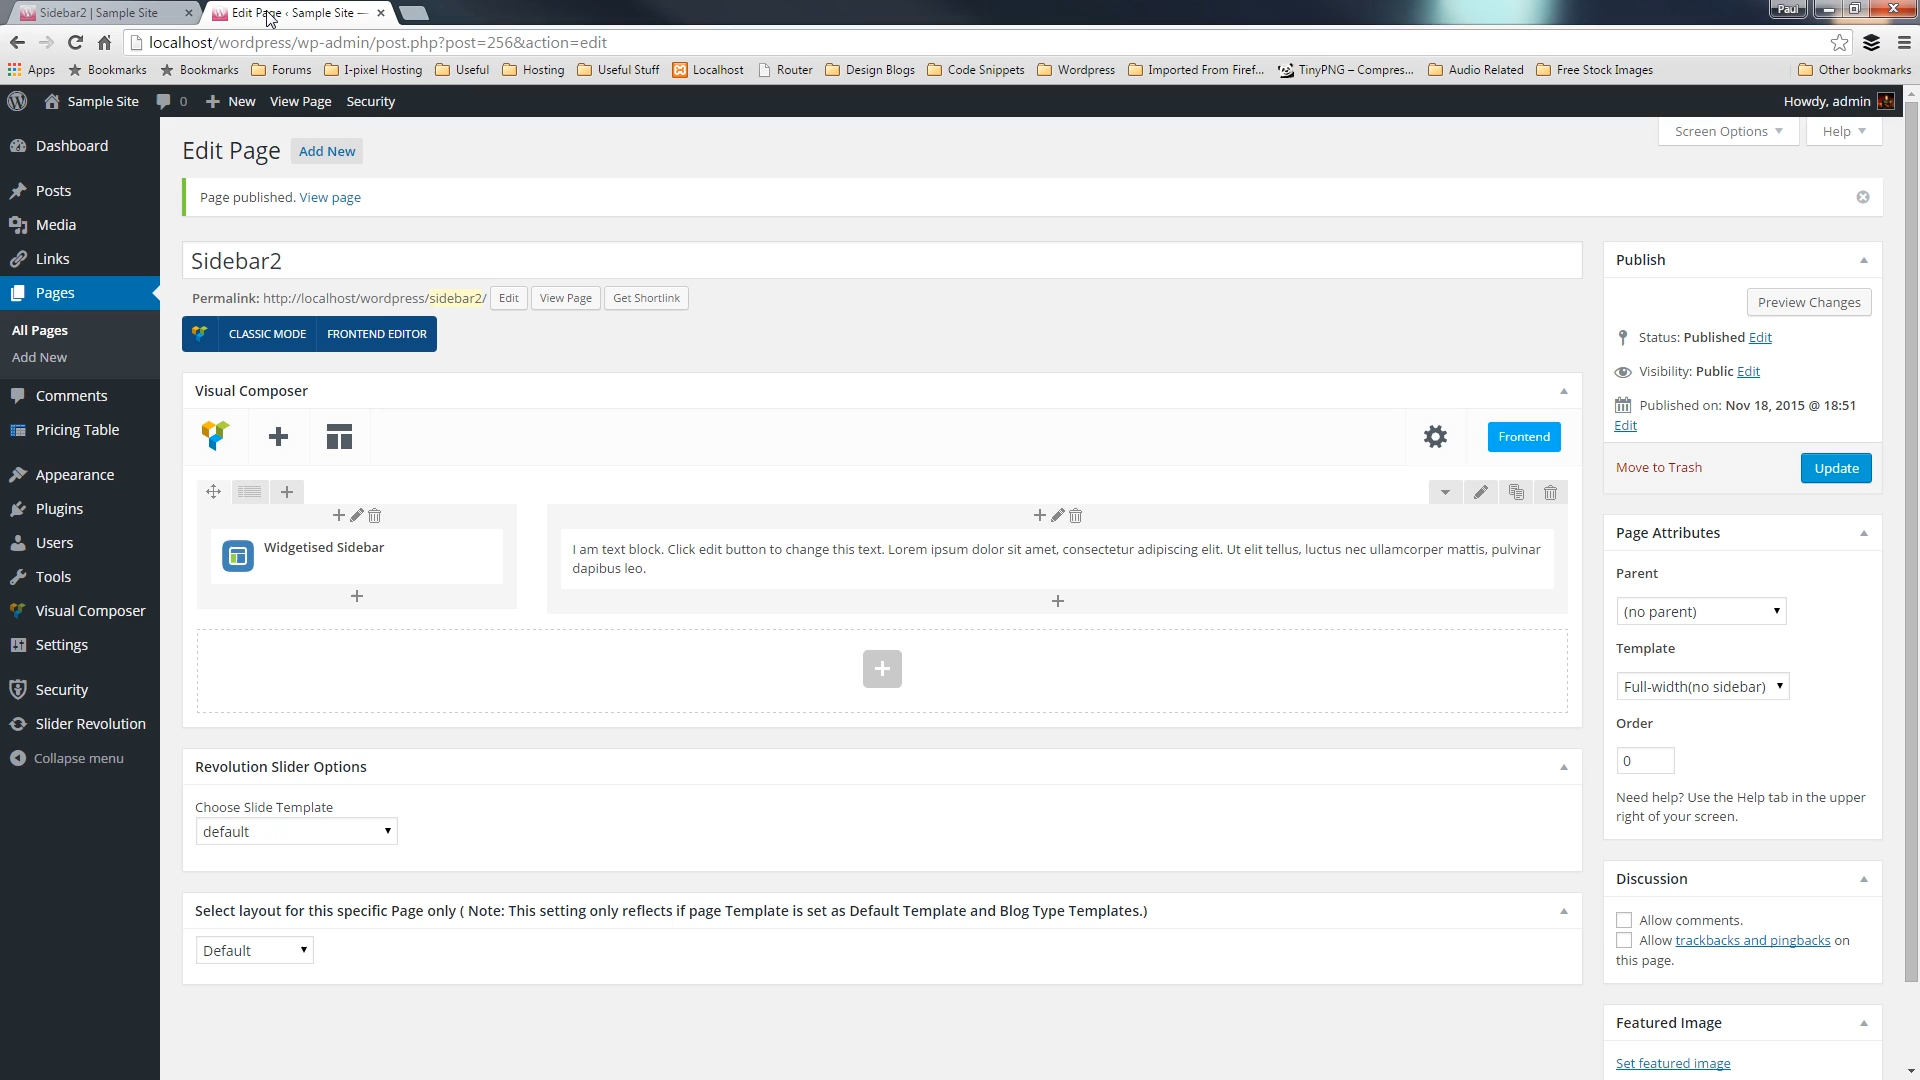 Sidebar2 | Sample Site
Edit Page ‹ Sample Site —
Paul
localhost/wordpress/wp-admin/post.php?post=256&action=edit
Apps Bookmarks Bookmarks Forums I-pixel Hosting Useful Hosting Useful Stuff Localhost Router Design Blogs Code Snippets Wordpress Imported From Firef... TinyPNG – Compres... Audio Related Free Stock Images Other bookmarks
Sample Site 0 New View Page Security Howdy, admin
Screen Options Help
Dashboard
Posts
Media
Links
Pages
All Pages
Add New
Comments
Pricing Table
Appearance
Plugins
Users
Tools
Visual Composer
Settings
Security
Slider Revolution
Collapse menu
Edit Page Add New
Page published. View page
Sidebar2
Permalink: http://localhost/wordpress/sidebar2/ Edit View Page Get Shortlink
CLASSIC MODE FRONTEND EDITOR
Visual Composer
Frontend
Widgetised Sidebar
I am text block. Click edit button to change this text. Lorem ipsum dolor sit amet, consectetur adipiscing elit. Ut elit tellus, luctus nec ullamcorper mattis, pulvinar
dapibus leo.
Revolution Slider Options
Choose Slide Template
default
Select layout for this specific Page only ( Note: This setting only reflects if page Template is set as Default Template and Blog Type Templates.)
Default
Publish
Preview Changes
Status: Published Edit
Visibility: Public Edit
Published on: Nov 18, 2015 @ 18:51
Edit
Move to Trash Update
Page Attributes
Parent
(no parent)
Template
Full-width(no sidebar)
Order
0
Need help? Use the Help tab in the upper
right of your screen.
Discussion
Allow comments.
Allow trackbacks and pingbacks on
this page.
Featured Image
Set featured image